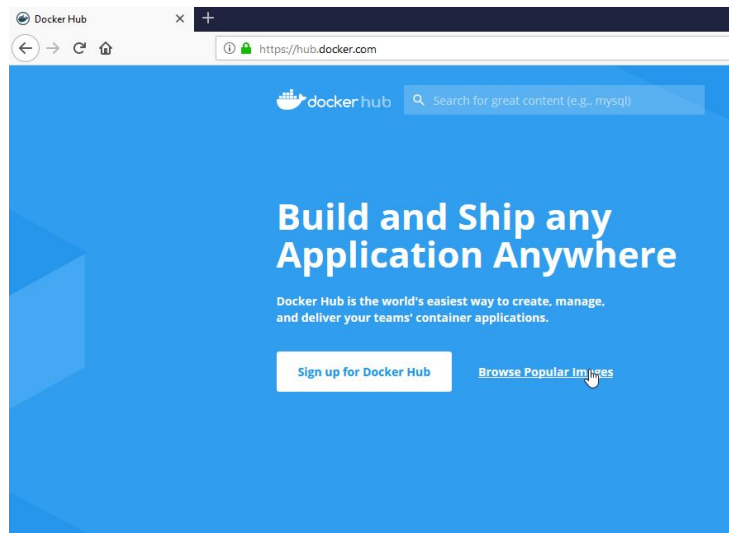 Docker Hub
https://hub.docker.com
docker hub
Search for great content (e.g., mysql)
Build and Ship any
Application Anywhere
Docker Hub is the world's easiest way to create, manage,
and deliver your teams' container applications.
Sign up for Docker Hub
Browse Popular Images